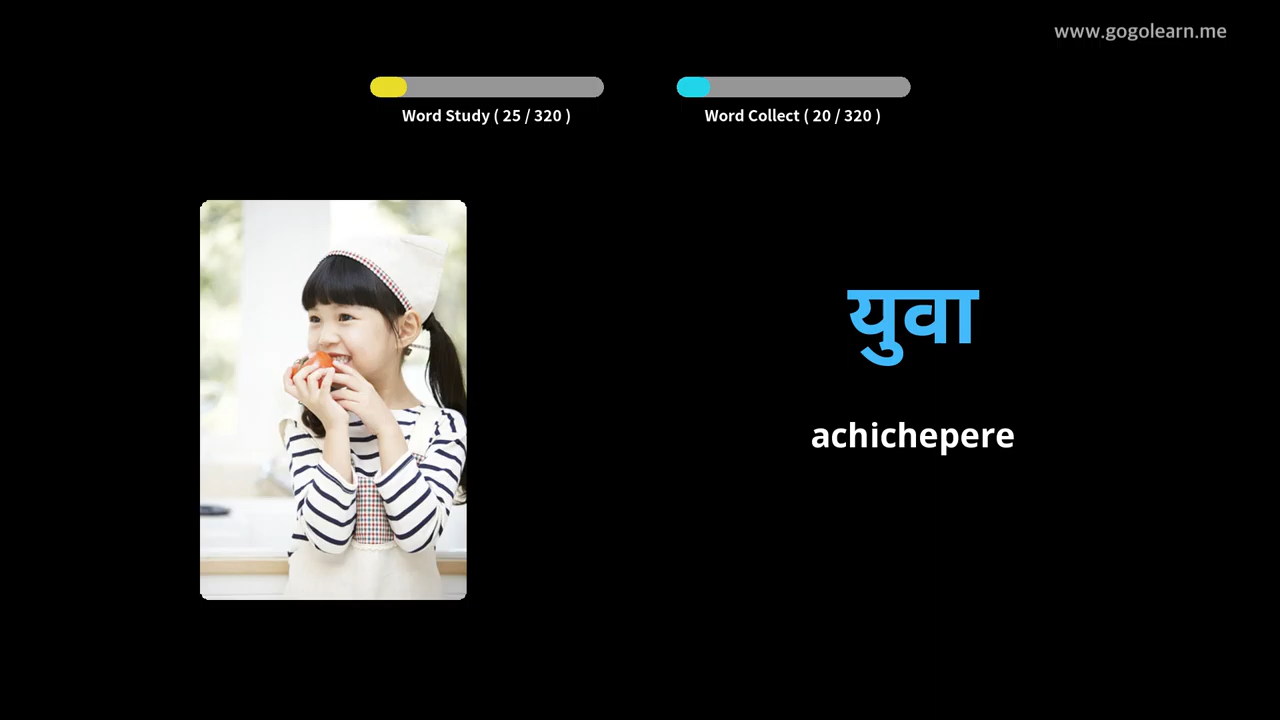 www.gogolearn.me
Word Study ( 25 / 320 )
Word Collect ( 20 / 320 )
युवा
achichepere